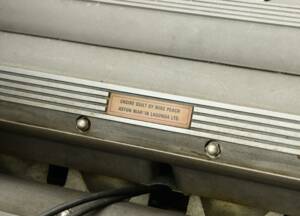 ENGINE BUILT BY MIKE PEACH
ASTON MARTIN LAGONDA LTD.